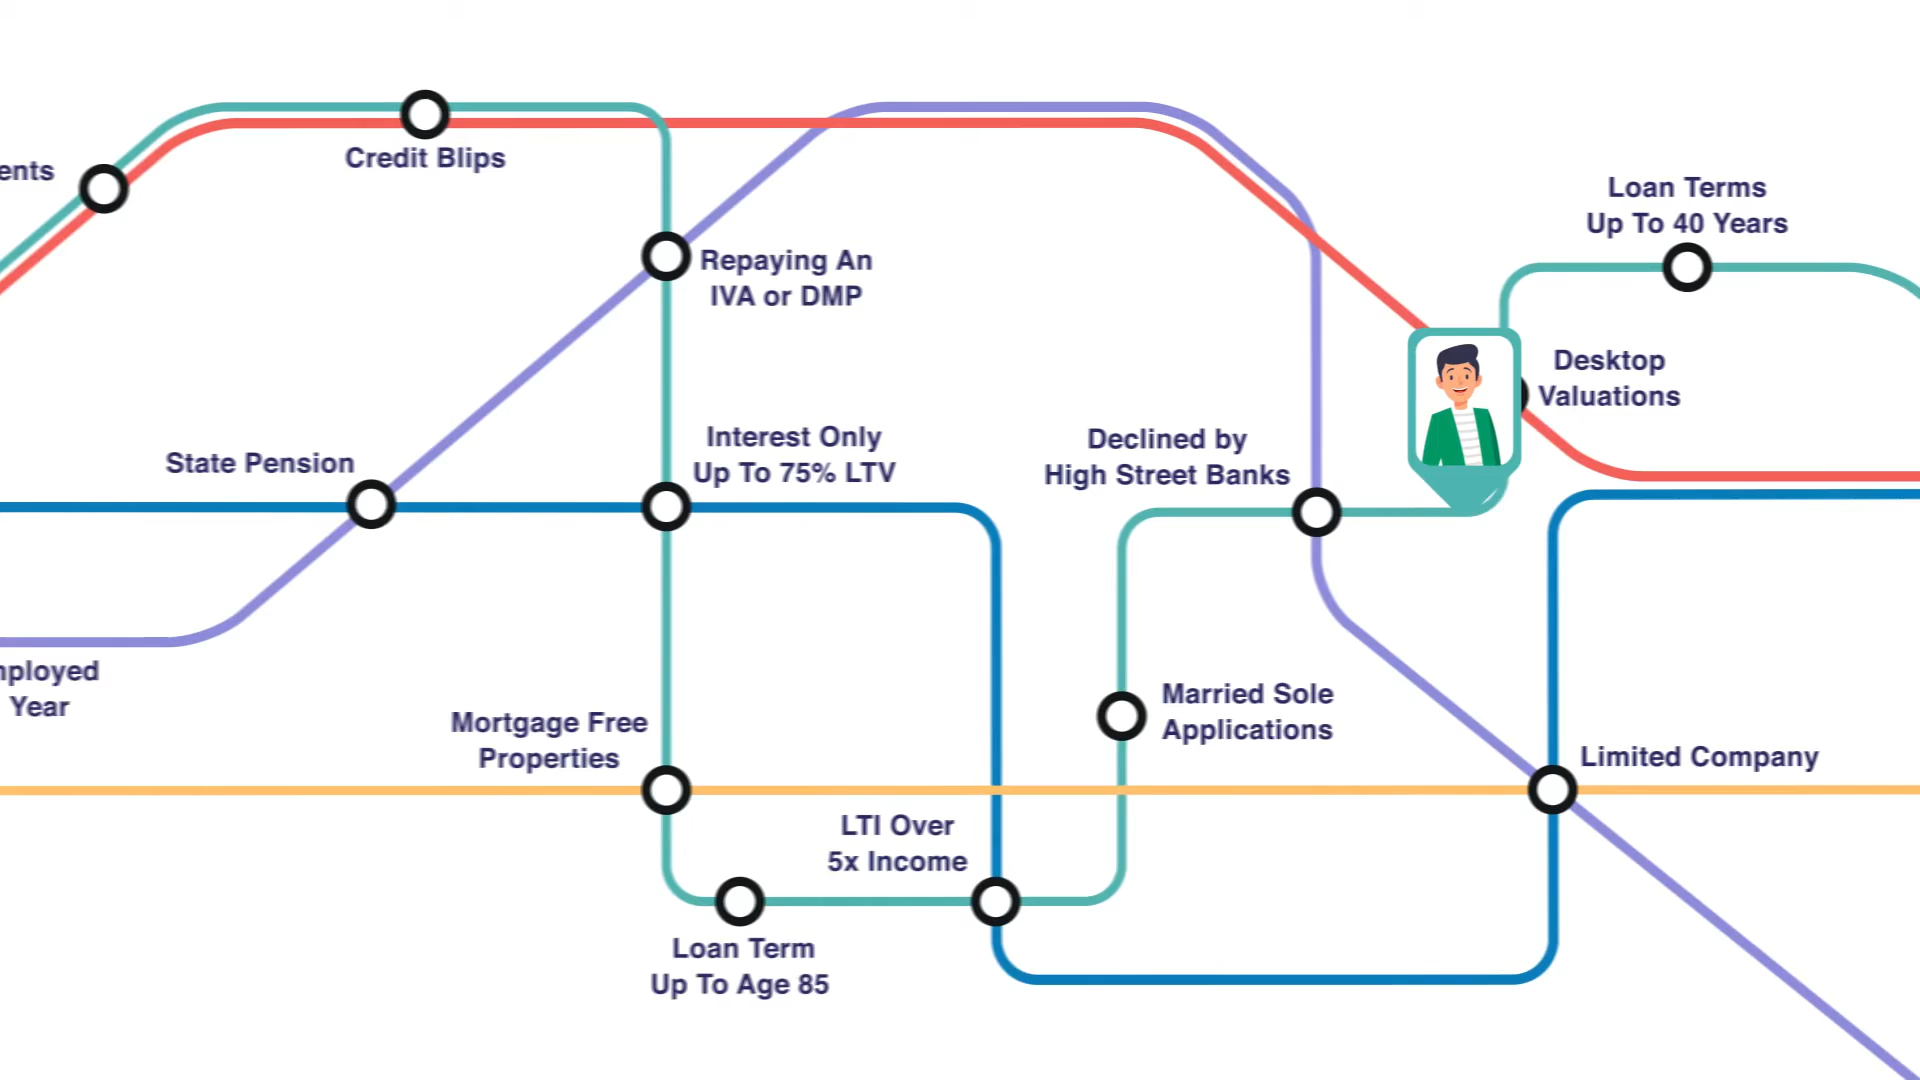 ents
Credit Blips
Loan Terms
Up To 40 Years
Repaying An
IVA or DMP
Desktop
Valuations
State Pension
Interest Only
Up To 75% LTV
Declined by
High Street Banks
mployed
Year
Mortgage Free
Properties
Married Sole
Applications
Limited Company
LTI Over
5x Income
Loan Term
Up To Age 85